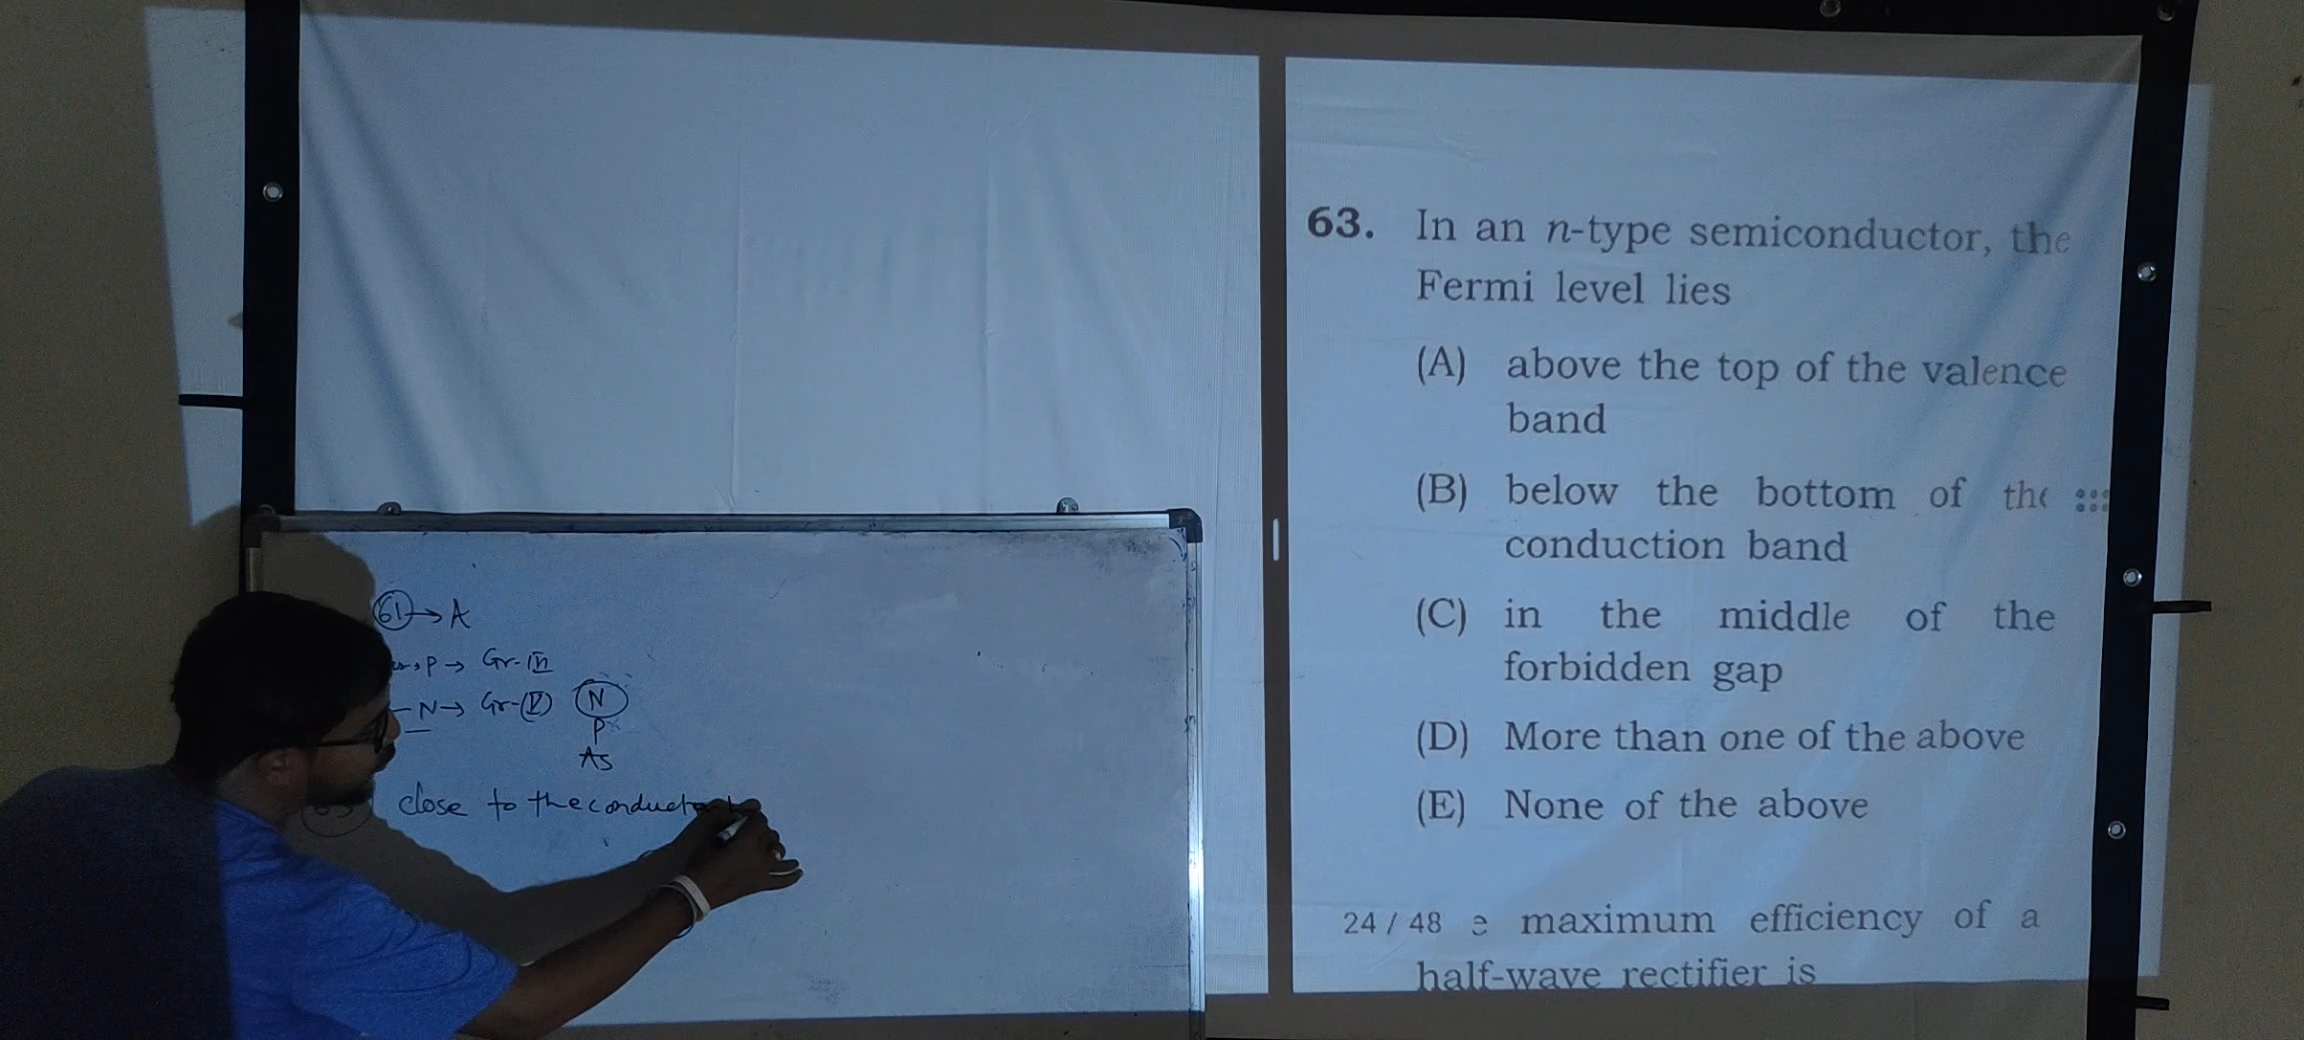 61 → A
P → Gr-III
N → Gr-(V) N
P
As
close to the
63. In an n-type semiconductor, the
Fermi level lies
(A) above the top of the valence
band
(B) below the bottom of the
conduction band
(C) in the middle of the
forbidden gap
(D) More than one of the above
(E) None of the above
24 / 48 e maximum efficiency of a
half-wave rectifier is